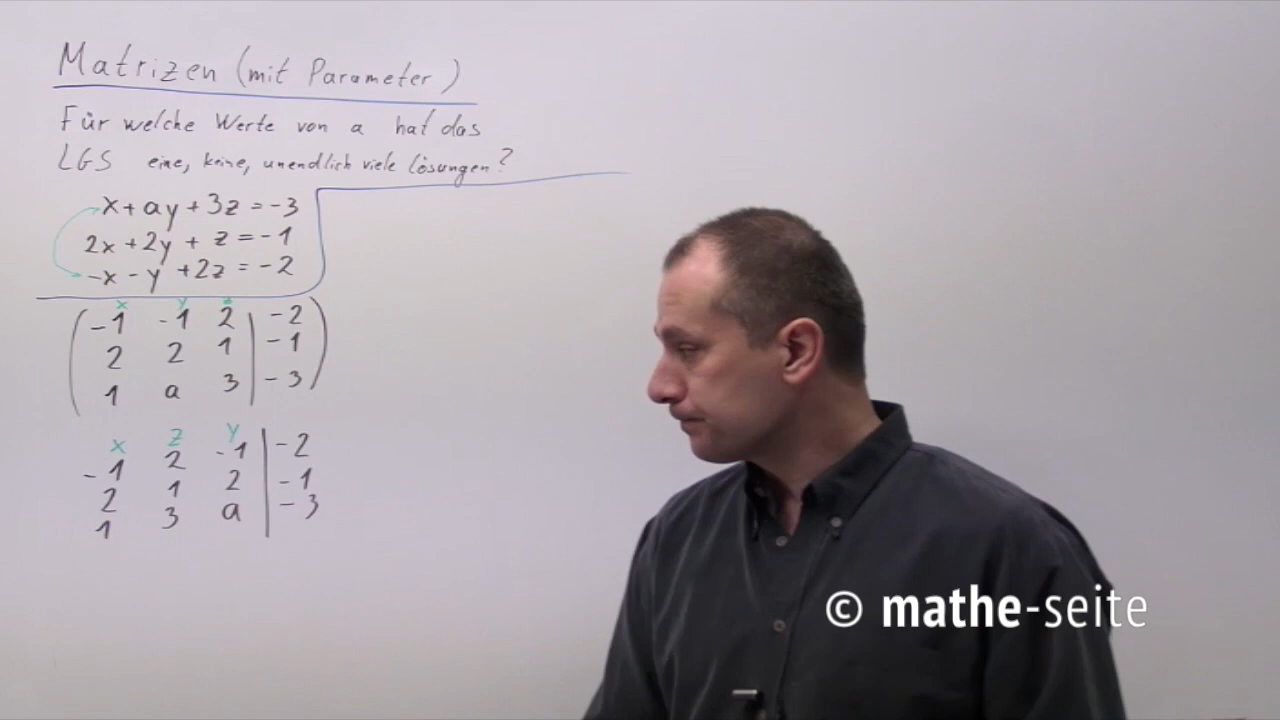 Matrizen (mit Parameter)
Für welche Werte von a hat das
LGS eine, keine, unendlich viele Lösungen?
x + ay + 3z = -3
2x + 2y + z = -1
-x - y + 2z = -2
x y z
-1 -1 2 | -2
2 2 1 | -1
1 a 3 | -3
x z y
-1 2 -1 | -2
2 1 2 | -1
1 3 a | -3
© mathe-seite